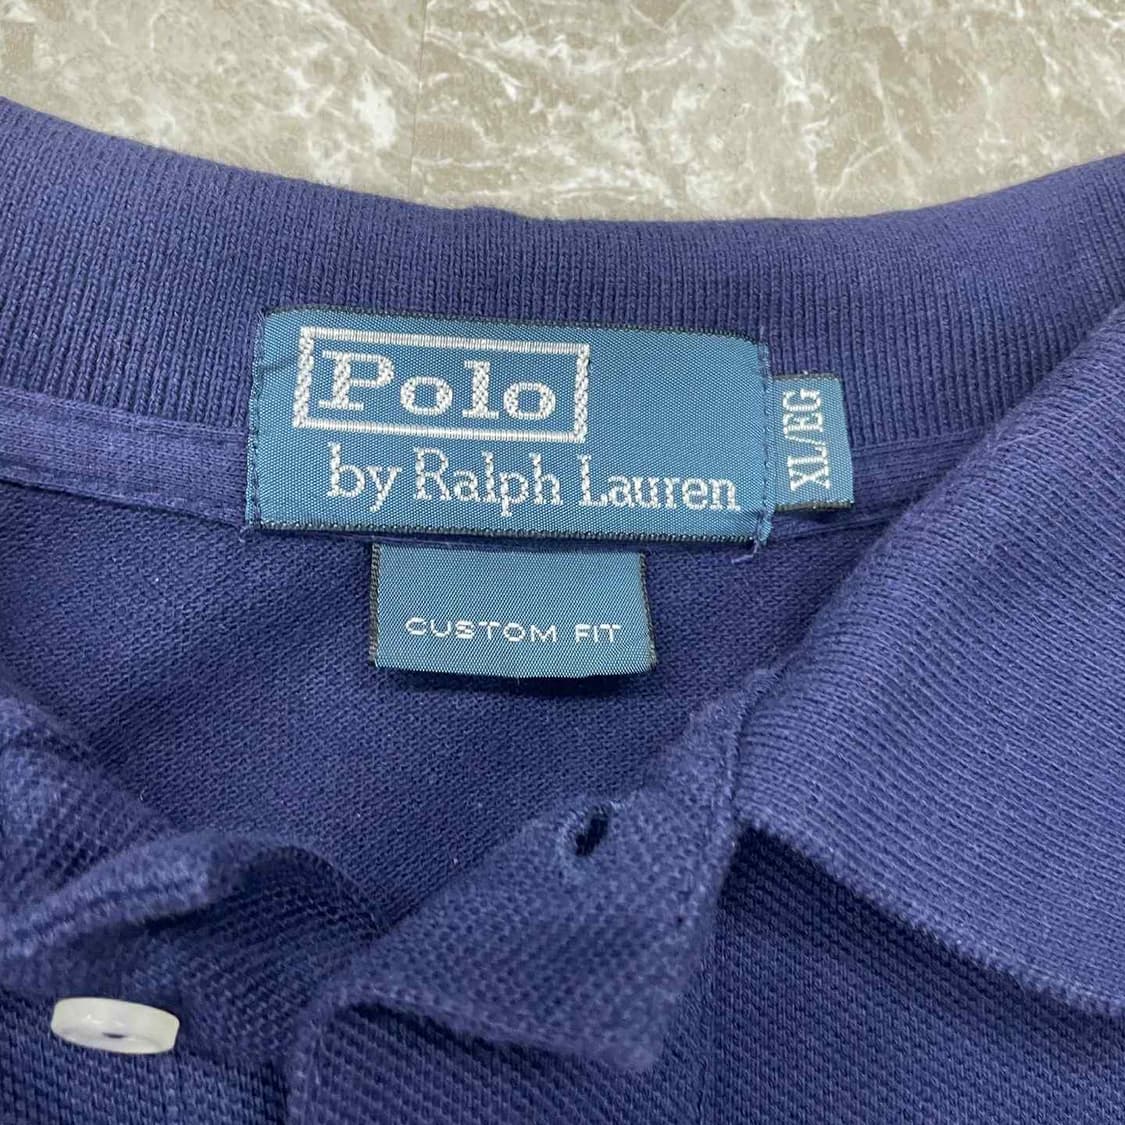 Polo
by Ralph Lauren
XL/EG
CUSTOM FIT